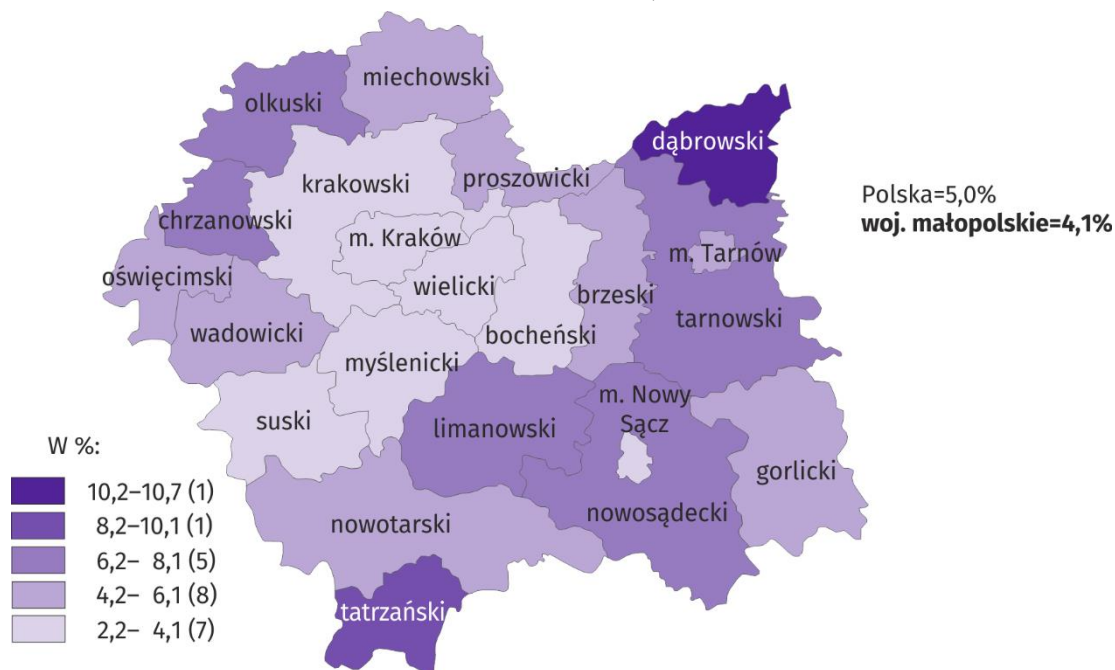 miechowski
olkuski
dąbrowski
krakowski
proszowicki
Polska=5,0%
woj. małopolskie=4,1%
chrzanowski
m. Kraków
m. Tarnów
oświęcimski
wielicki
brzeski
tarnowski
wadowicki
bocheński
myślenicki
m. Nowy
Sącz
suski
limanowski
gorlicki
nowosądecki
nowotarski
tatrzański
W %:
10,2–10,7 (1)
8,2–10,1 (1)
6,2– 8,1 (5)
4,2– 6,1 (8)
2,2– 4,1 (7)